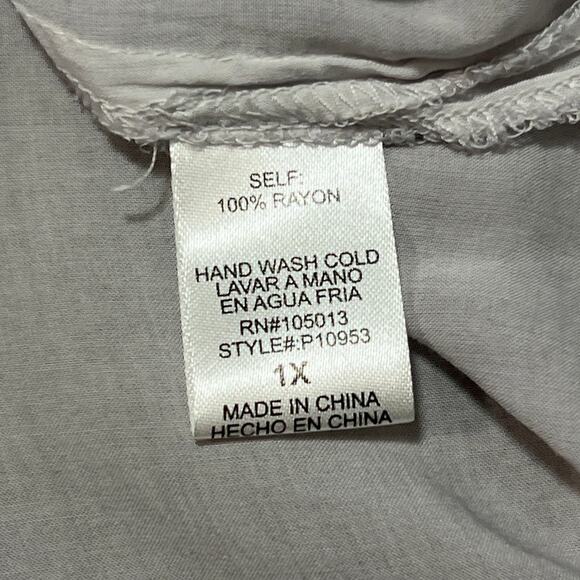 SELF:
100% RAYON
HAND WASH COLD
LAVAR A MANO
EN AGUA FRIA
RN#105013
STYLE#:P10953
1X
MADE IN CHINA
HECHO EN CHINA